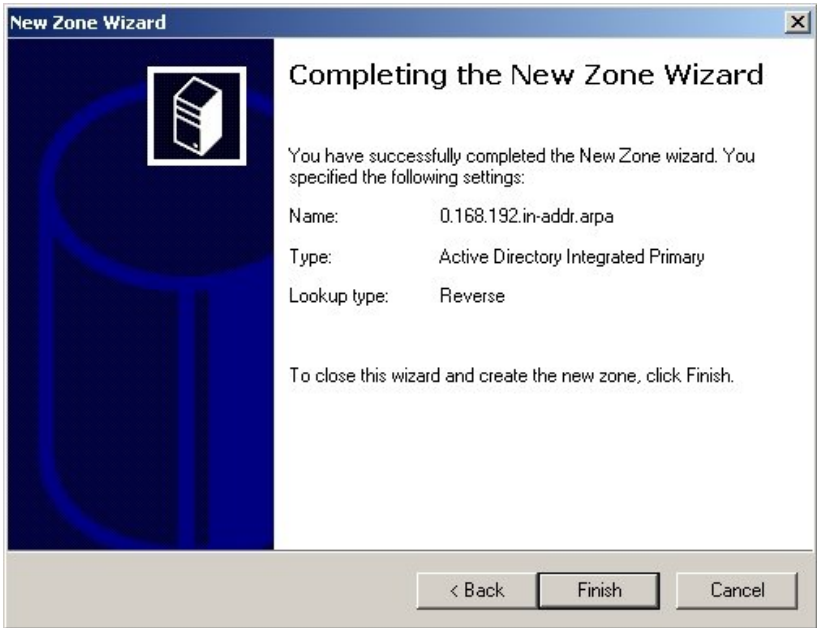 New Zone Wizard
Completing the New Zone Wizard
You have successfully completed the New Zone wizard. You
specified the following settings:
Name: 0.168.192.in-addr.arpa
Type: Active Directory Integrated Primary
Lookup type: Reverse
To close this wizard and create the new zone, click Finish.
< Back Finish Cancel